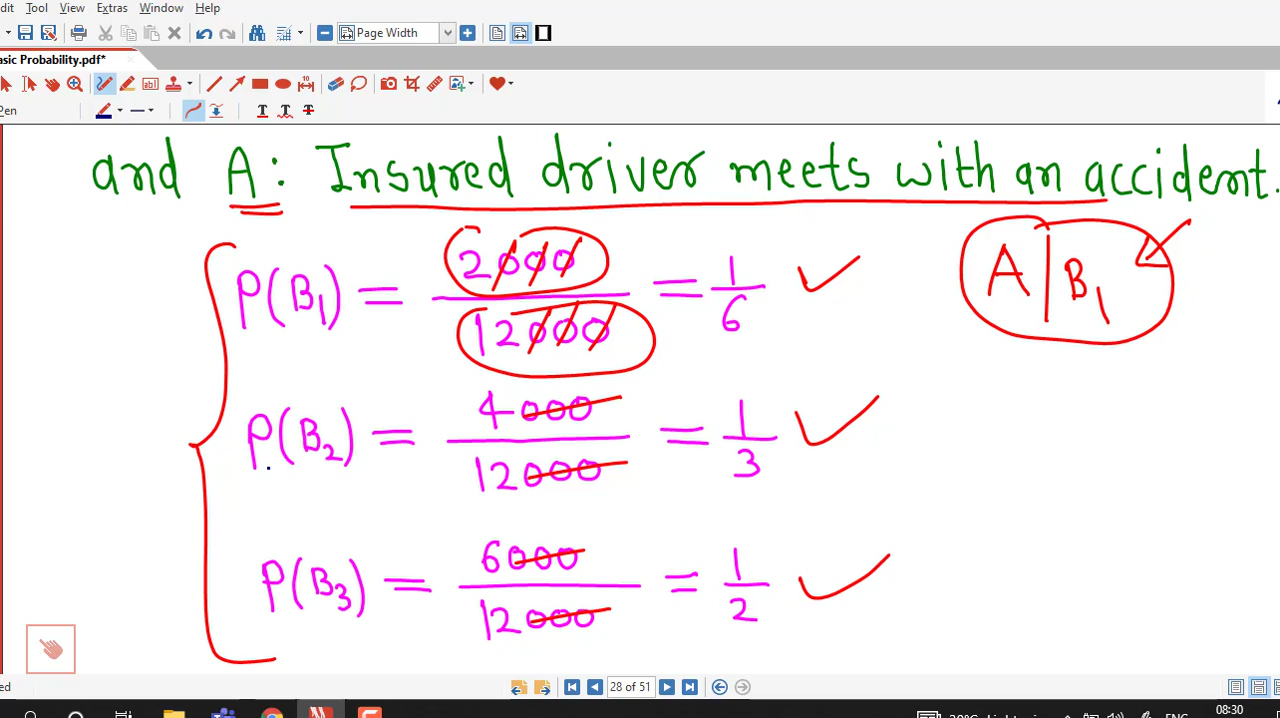 dit Tool View Extras Window Help
Page Width
asic Probability.pdf*
Pen
and A: Insured driver meets with an accident.
P(B1) = 2000/12000 = 1/6
A|B1
P(B2) = 4000/12000 = 1/3
P(B3) = 6000/12000 = 1/2
28 of 51
08:30
ENG